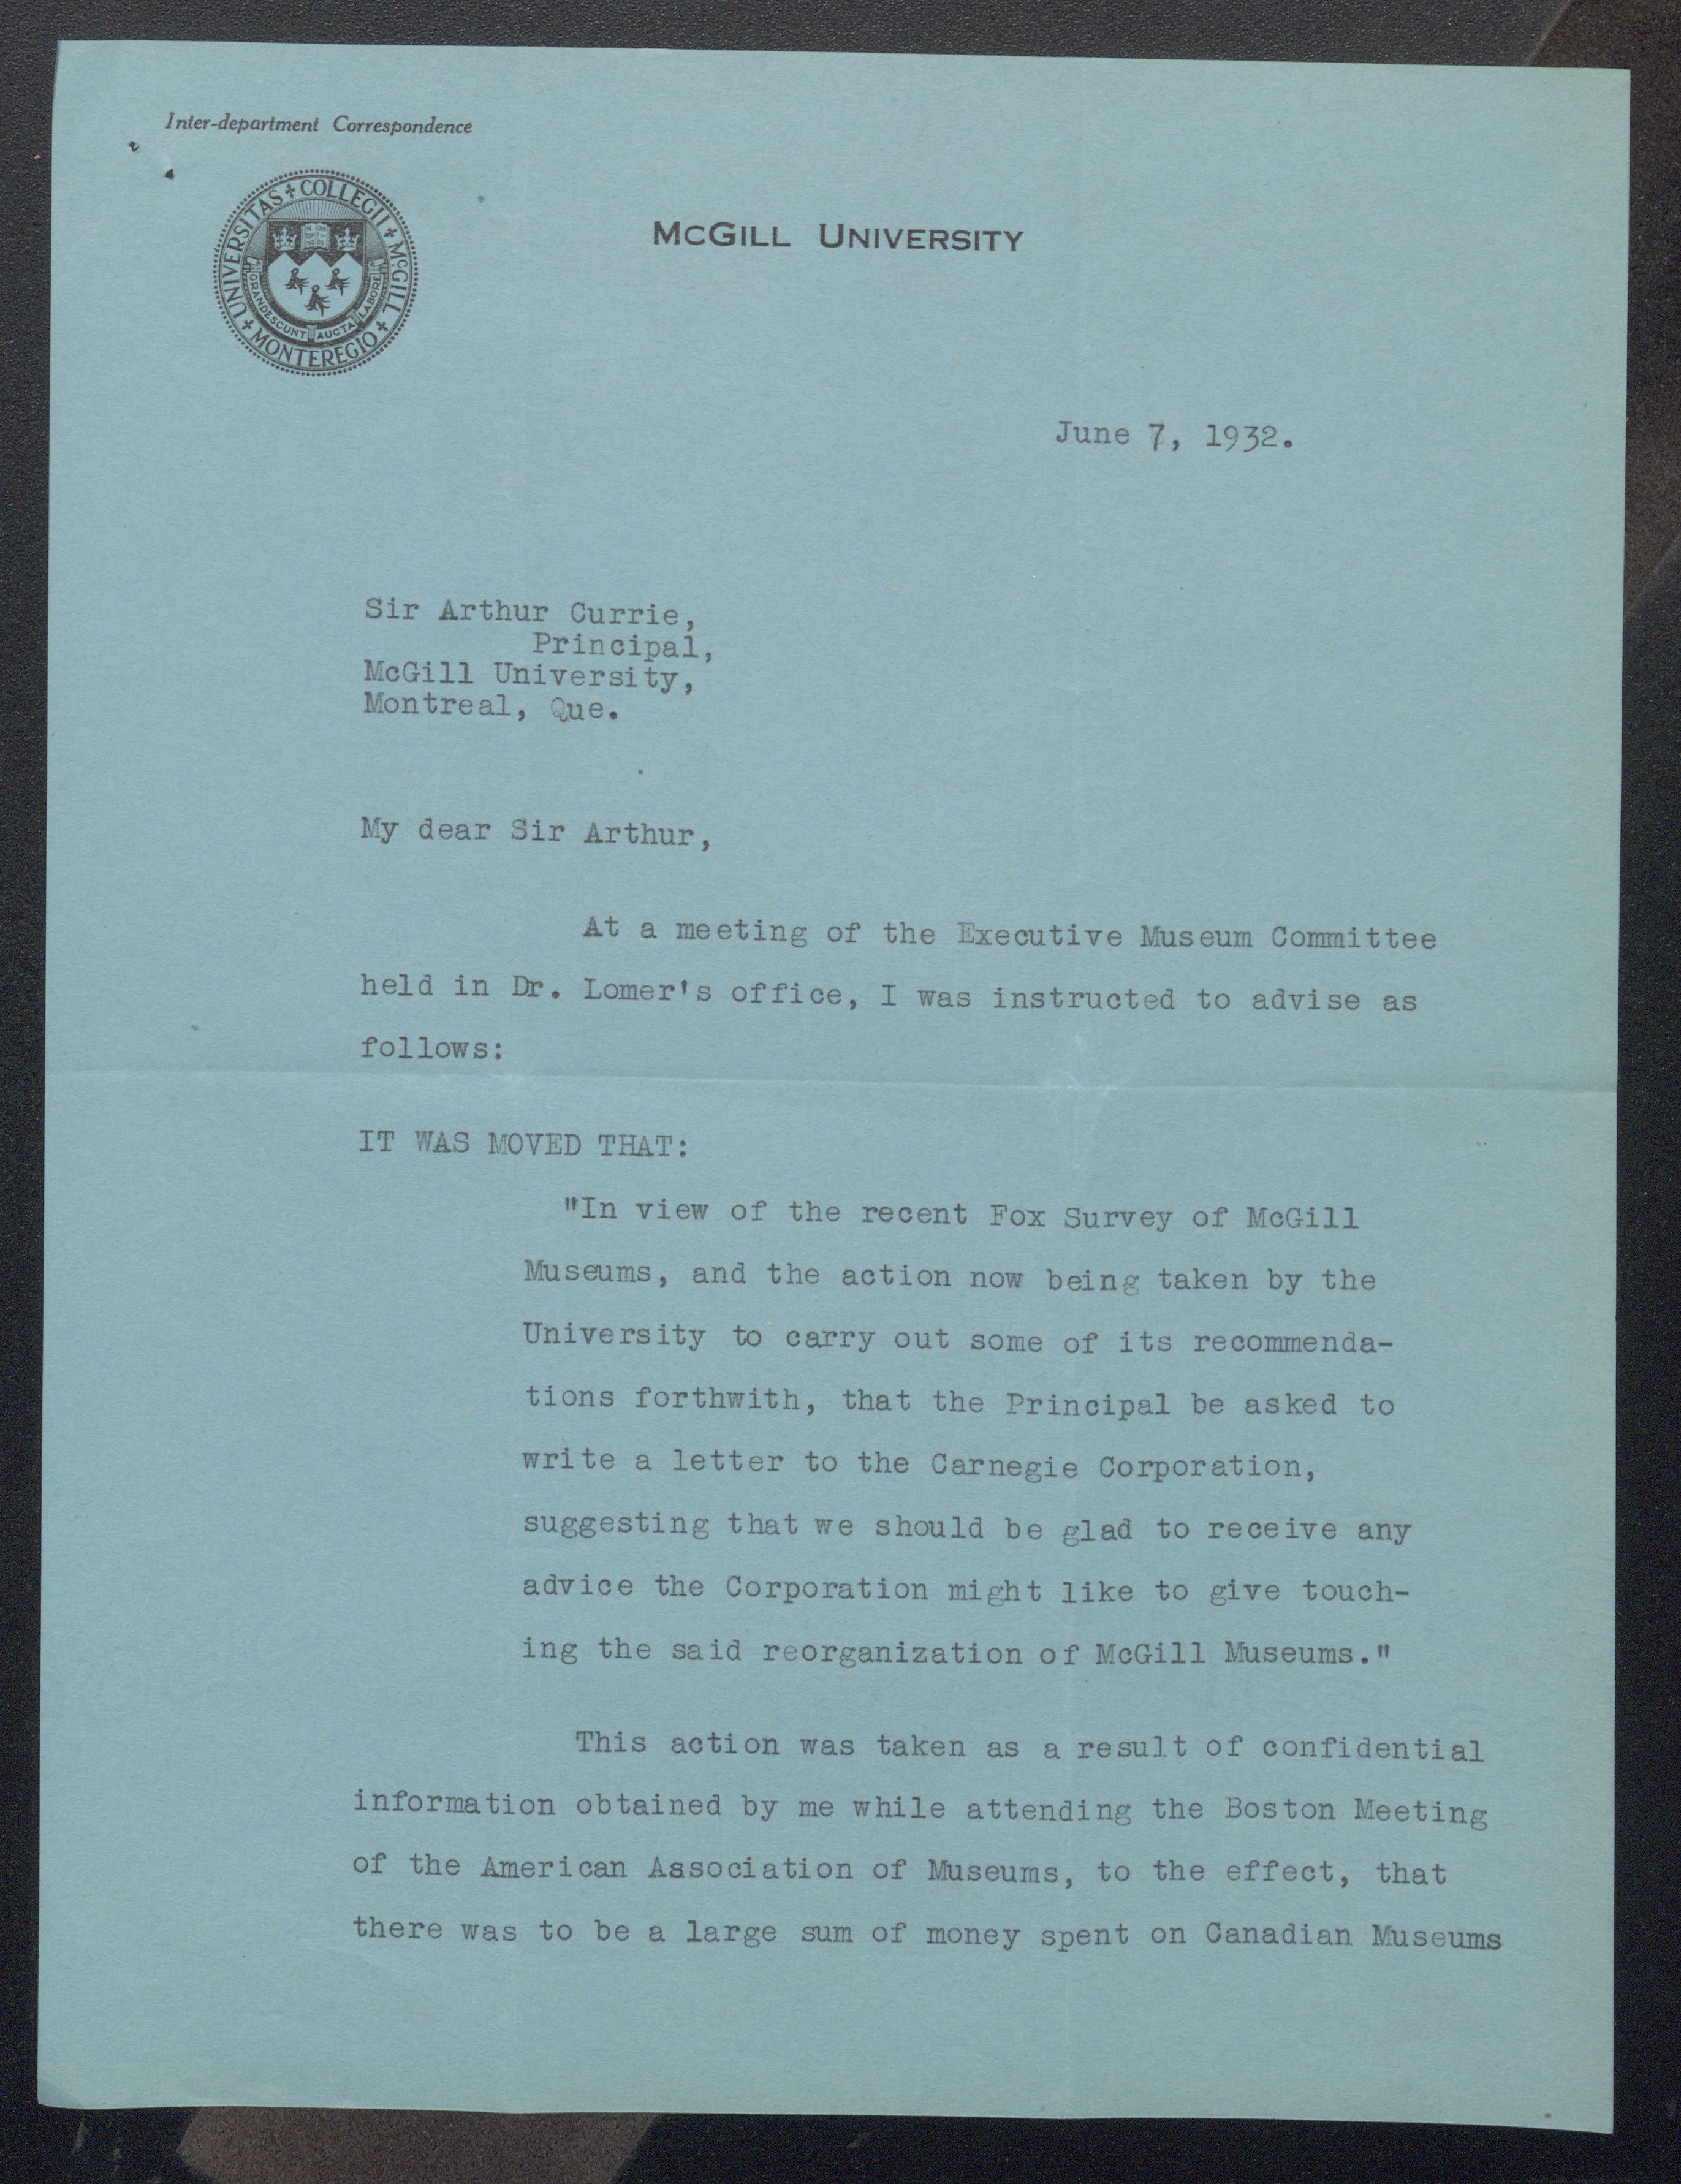 Inter-department Correspondence
UNIVERSITAS + COLLEGII + McGILL + MONTEREGIO +
GRANDESCUNT AUCTA LABORE
McGILL UNIVERSITY
June 7, 1932.
Sir Arthur Currie,
Principal,
McGill University,
Montreal, Que.
My dear Sir Arthur,
At a meeting of the Executive Museum Committee
held in Dr. Lomer's office, I was instructed to advise as
follows:
IT WAS MOVED THAT:
"In view of the recent Fox Survey of McGill
Museums, and the action now being taken by the
University to carry out some of its recommenda-
tions forthwith, that the Principal be asked to
write a letter to the Carnegie Corporation,
suggesting that we should be glad to receive any
advice the Corporation might like to give touch-
ing the said reorganization of McGill Museums."
This action was taken as a result of confidential
information obtained by me while attending the Boston Meeting
of the American Association of Museums, to the effect, that
there was to be a large sum of money spent on Canadian Museums